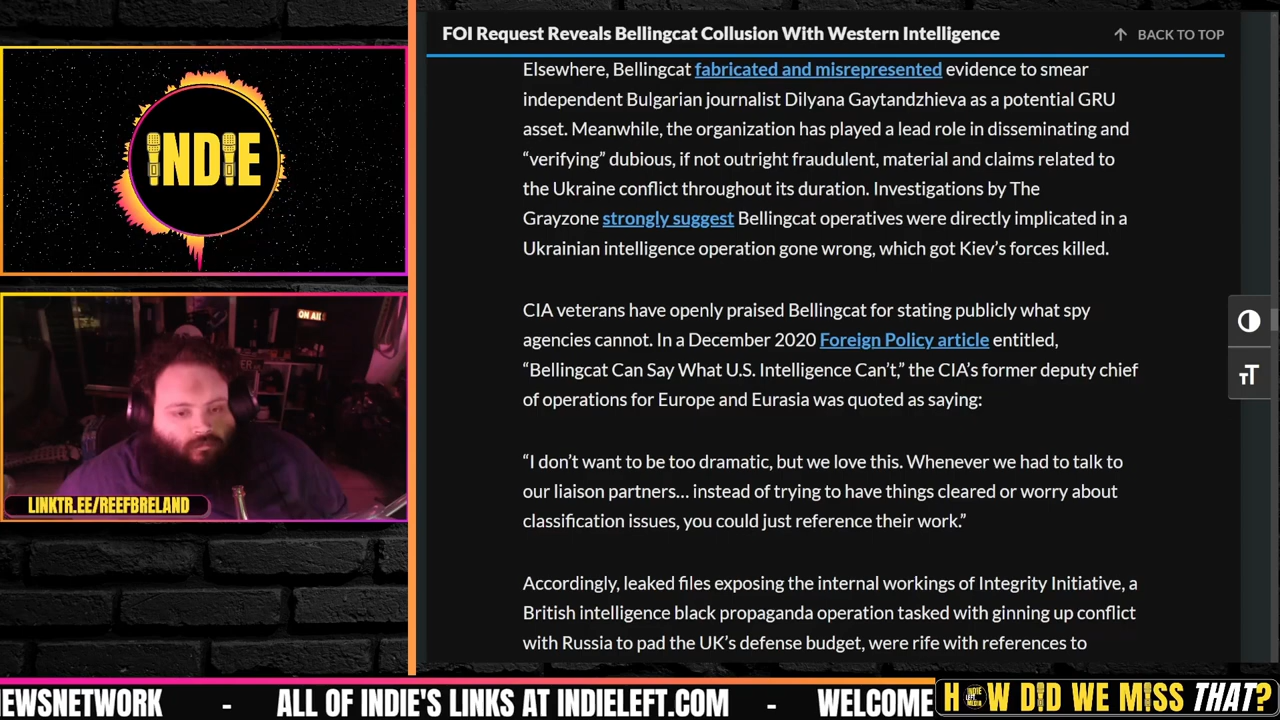 FOI Request Reveals Bellingcat Collusion With Western Intelligence
BACK TO TOP
Elsewhere, Bellingcat fabricated and misrepresented evidence to smear
independent Bulgarian journalist Dilyana Gaytandzhieva as a potential GRU
asset. Meanwhile, the organization has played a lead role in disseminating and
“verifying” dubious, if not outright fraudulent, material and claims related to
the Ukraine conflict throughout its duration. Investigations by The
Grayzone strongly suggest Bellingcat operatives were directly implicated in a
Ukrainian intelligence operation gone wrong, which got Kiev’s forces killed.
CIA veterans have openly praised Bellingcat for stating publicly what spy
agencies cannot. In a December 2020 Foreign Policy article entitled,
“Bellingcat Can Say What U.S. Intelligence Can’t,” the CIA’s former deputy chief
of operations for Europe and Eurasia was quoted as saying:
“I don’t want to be too dramatic, but we love this. Whenever we had to talk to
our liaison partners… instead of trying to have things cleared or worry about
classification issues, you could just reference their work.”
Accordingly, leaked files exposing the internal workings of Integrity Initiative, a
British intelligence black propaganda operation tasked with ginning up conflict
with Russia to pad the UK’s defense budget, were rife with references to
INDIE
ON AIR
LINKTR.EE/REEFBRELAND
EWSNETWORK - ALL OF INDIE'S LINKS AT INDIELEFT.COM - WELCOME
HOW DID WE MISS THAT?